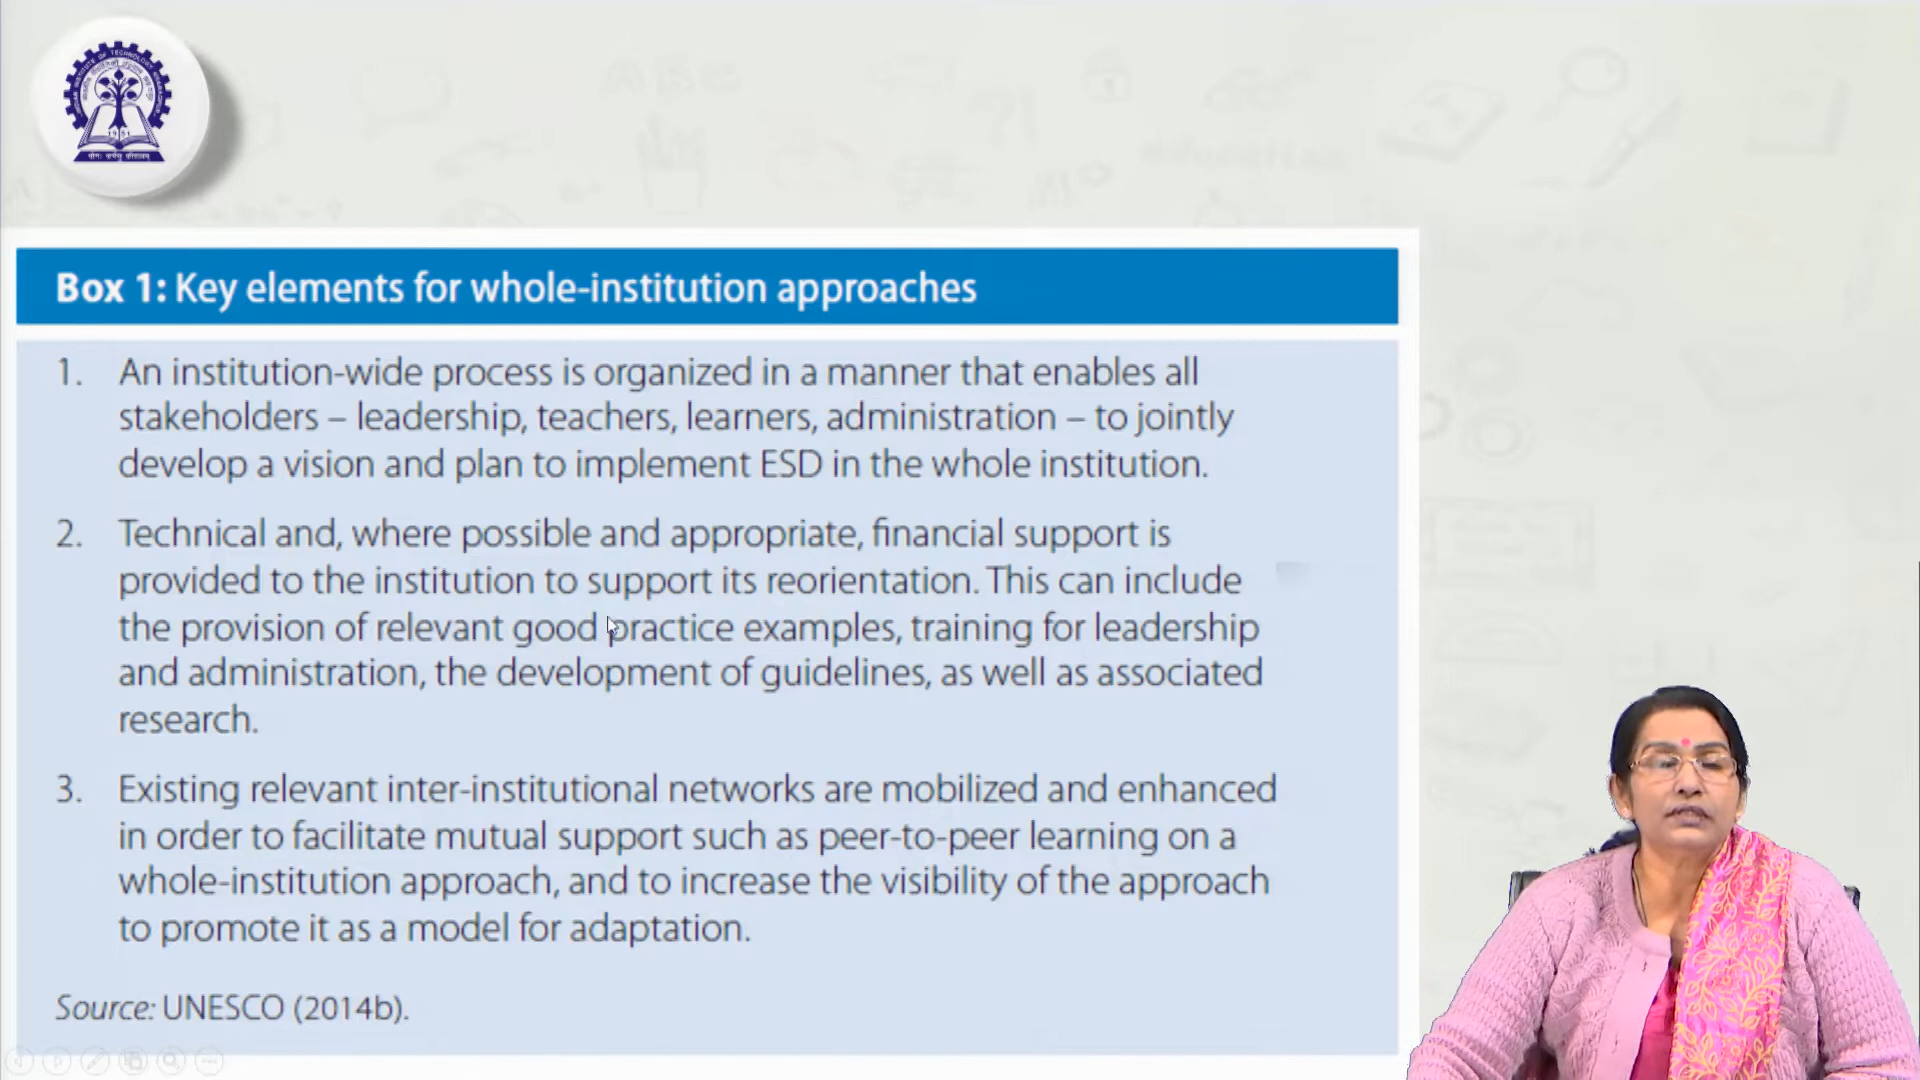 Box 1: Key elements for whole-institution approaches
1. An institution-wide process is organized in a manner that enables all
stakeholders – leadership, teachers, learners, administration – to jointly
develop a vision and plan to implement ESD in the whole institution.
2. Technical and, where possible and appropriate, financial support is
provided to the institution to support its reorientation. This can include
the provision of relevant good practice examples, training for leadership
and administration, the development of guidelines, as well as associated
research.
3. Existing relevant inter-institutional networks are mobilized and enhanced
in order to facilitate mutual support such as peer-to-peer learning on a
whole-institution approach, and to increase the visibility of the approach
to promote it as a model for adaptation.
Source: UNESCO (2014b).